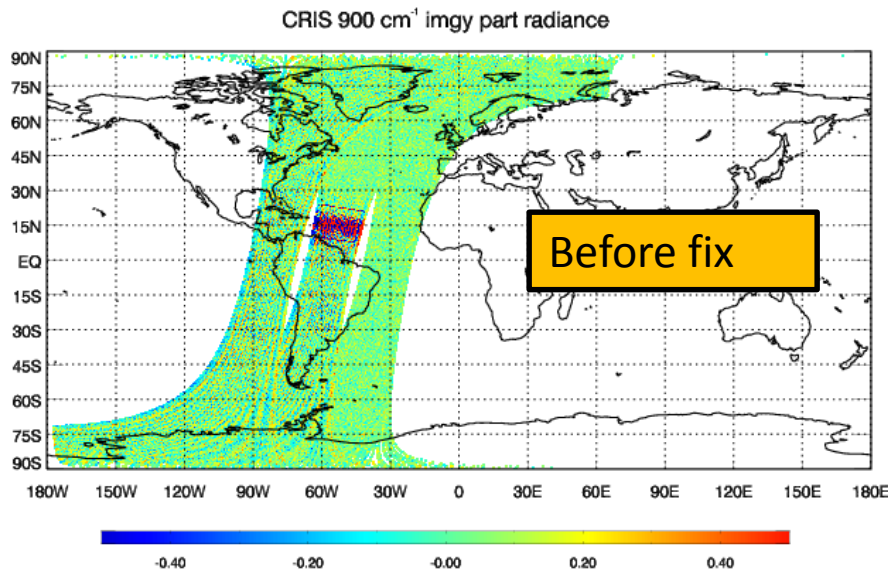 CRIS 900 cm⁻¹ imgy part radiance
90N
75N
60N
45N
30N
15N
EQ
15S
30S
45S
60S
75S
90S
Before fix
180W 150W 120W 90W 60W 30W 0 30E 60E 90E 120E 150E 180E
-0.40 -0.20 -0.00 0.20 0.40